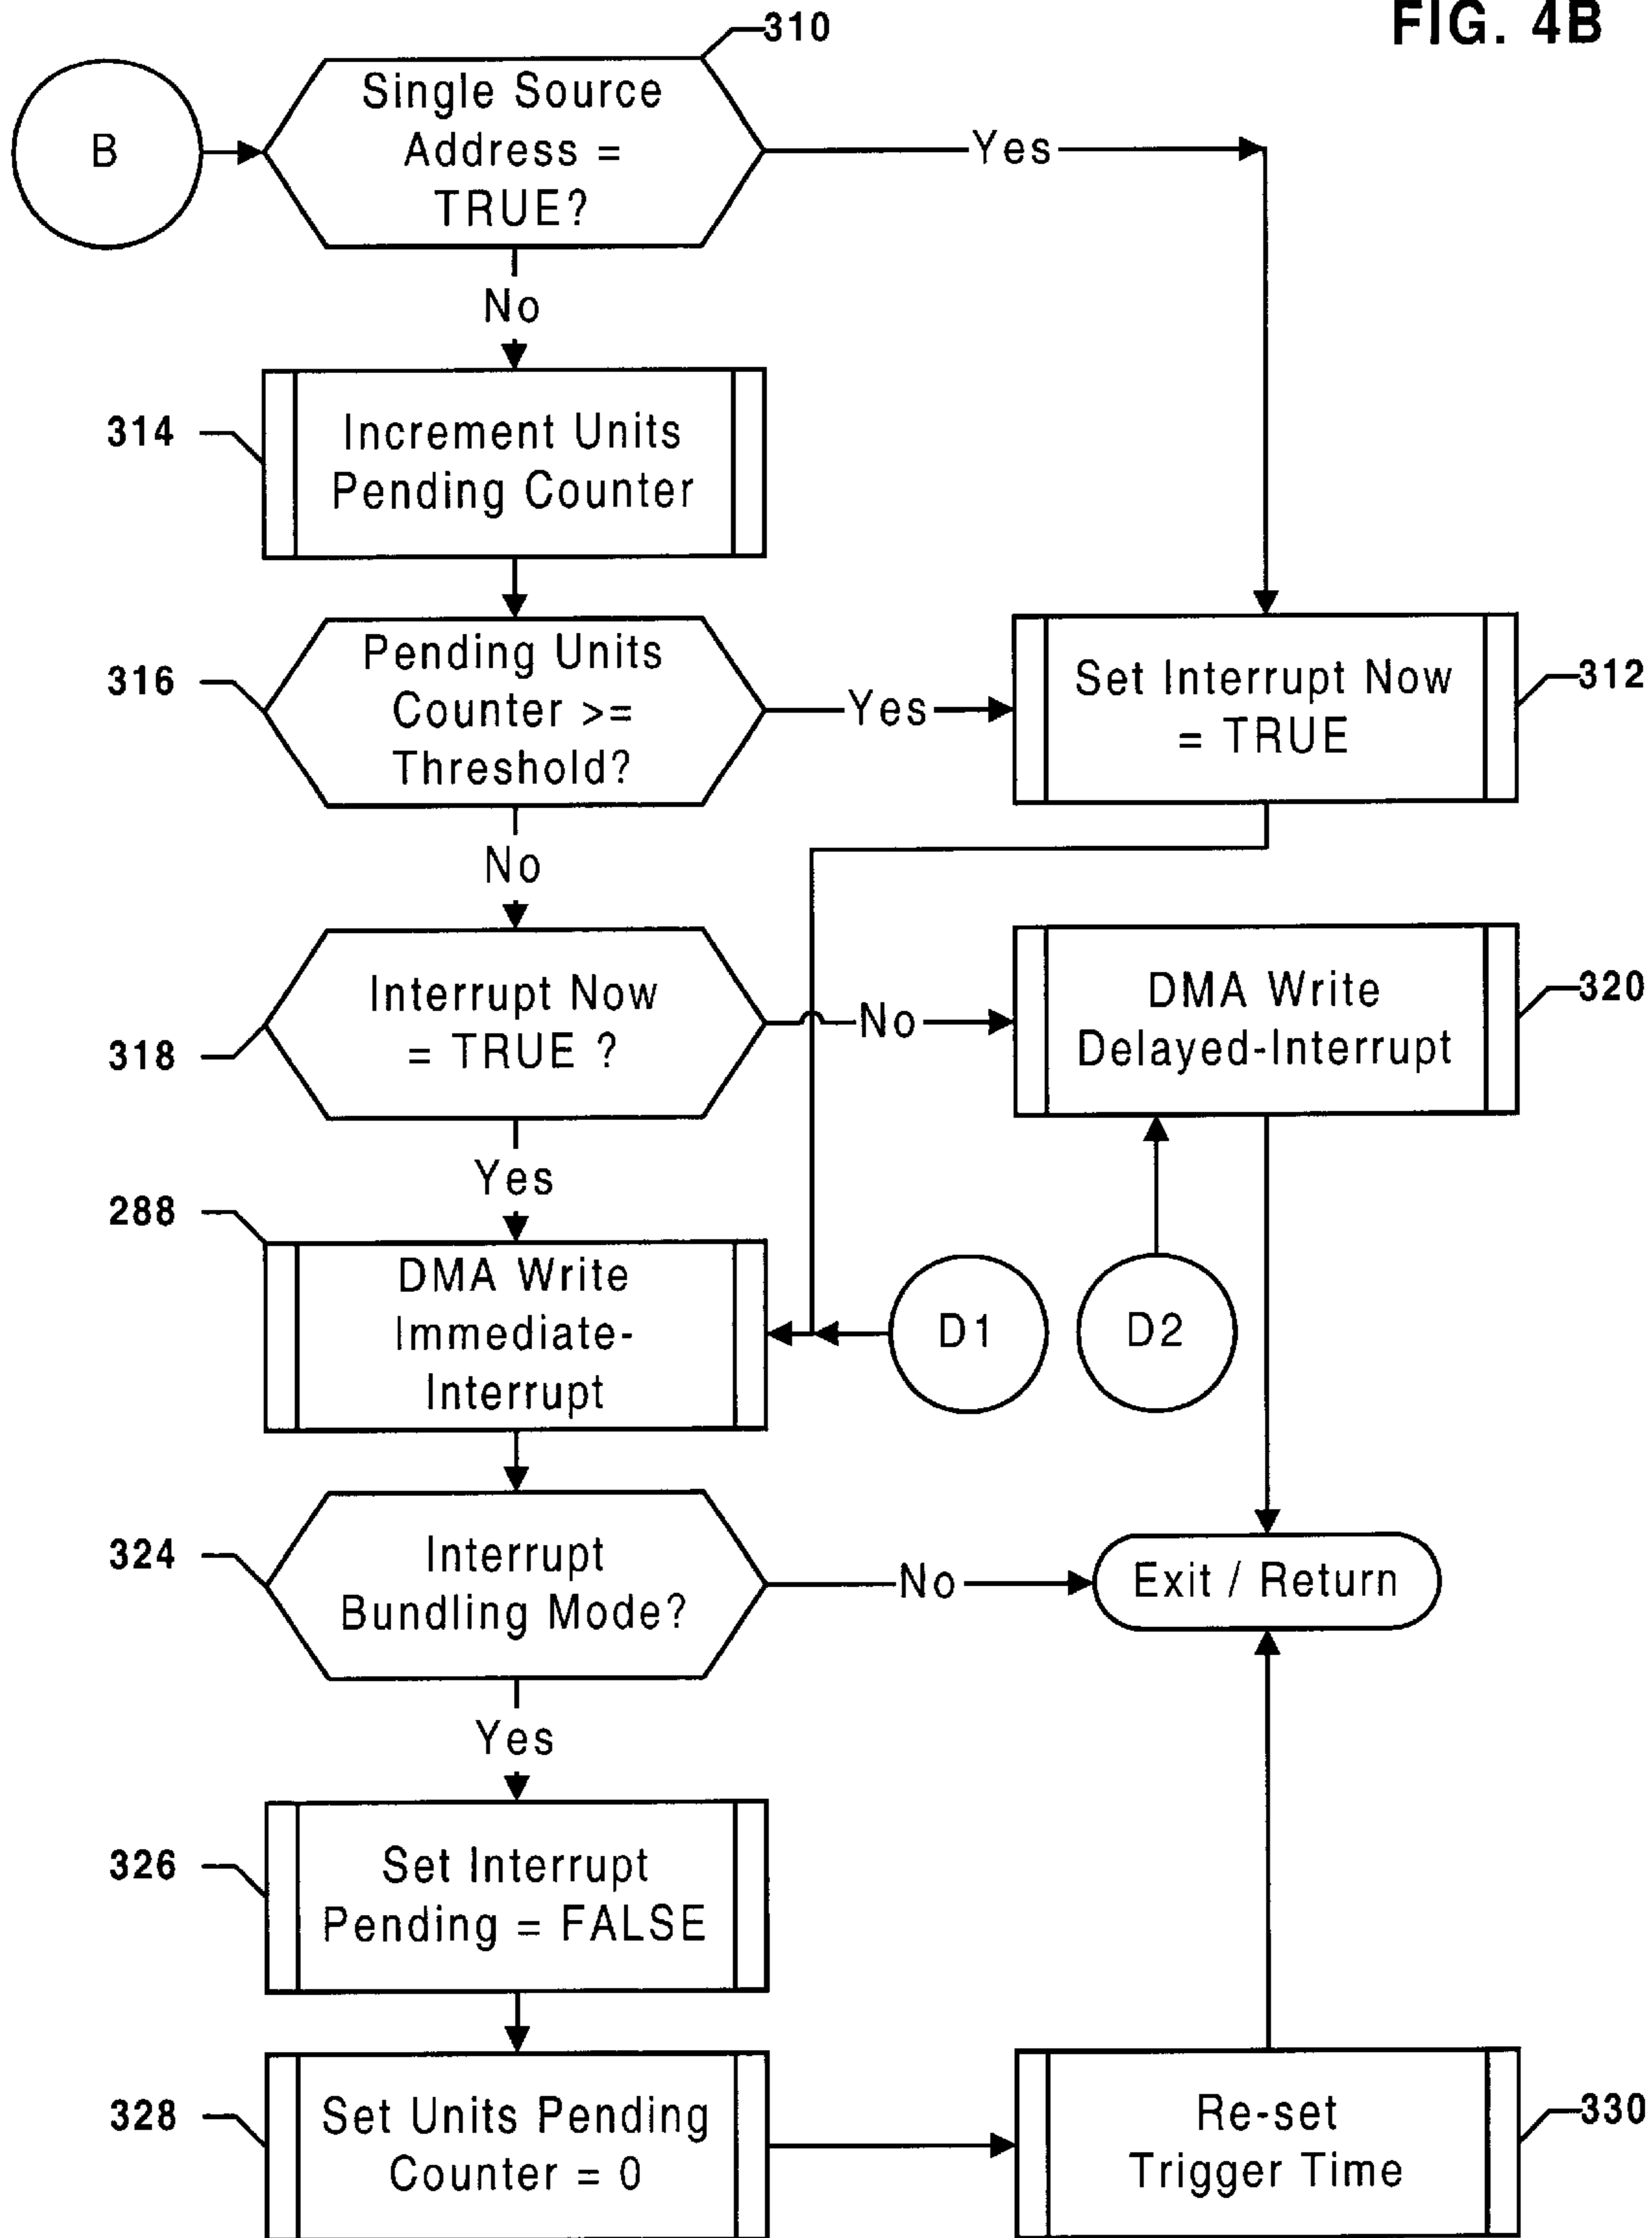 FIG. 4B
310
B
Single Source
Address =
TRUE?
Yes
No
314
Increment Units
Pending Counter
316
Pending Units
Counter >=
Threshold?
Yes
Set Interrupt Now
= TRUE
312
No
318
Interrupt Now
= TRUE ?
No
DMA Write
Delayed-Interrupt
320
Yes
288
DMA Write
Immediate-
Interrupt
D1
D2
324
Interrupt
Bundling Mode?
No
Exit / Return
Yes
326
Set Interrupt
Pending = FALSE
328
Set Units Pending
Counter = 0
Re-set
Trigger Time
330